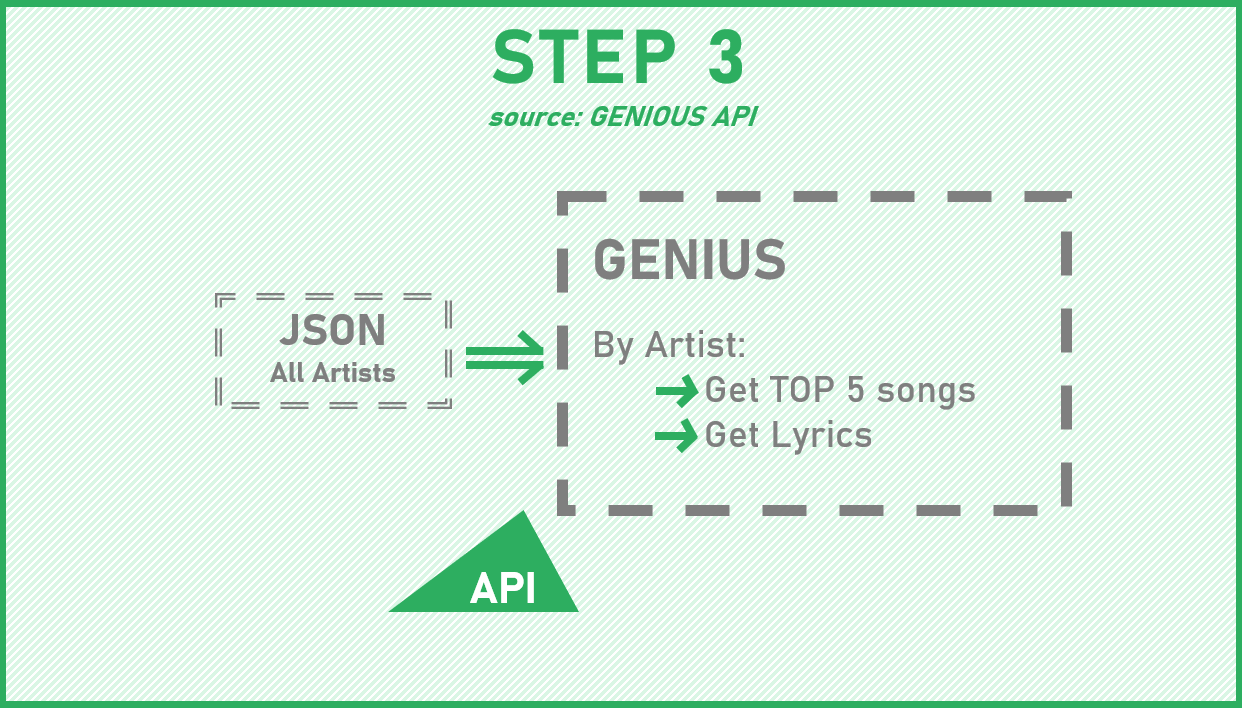 STEP 3
source: GENIOUS API
GENIUS
JSON
All Artists
By Artist:
Get TOP 5 songs
Get Lyrics
API